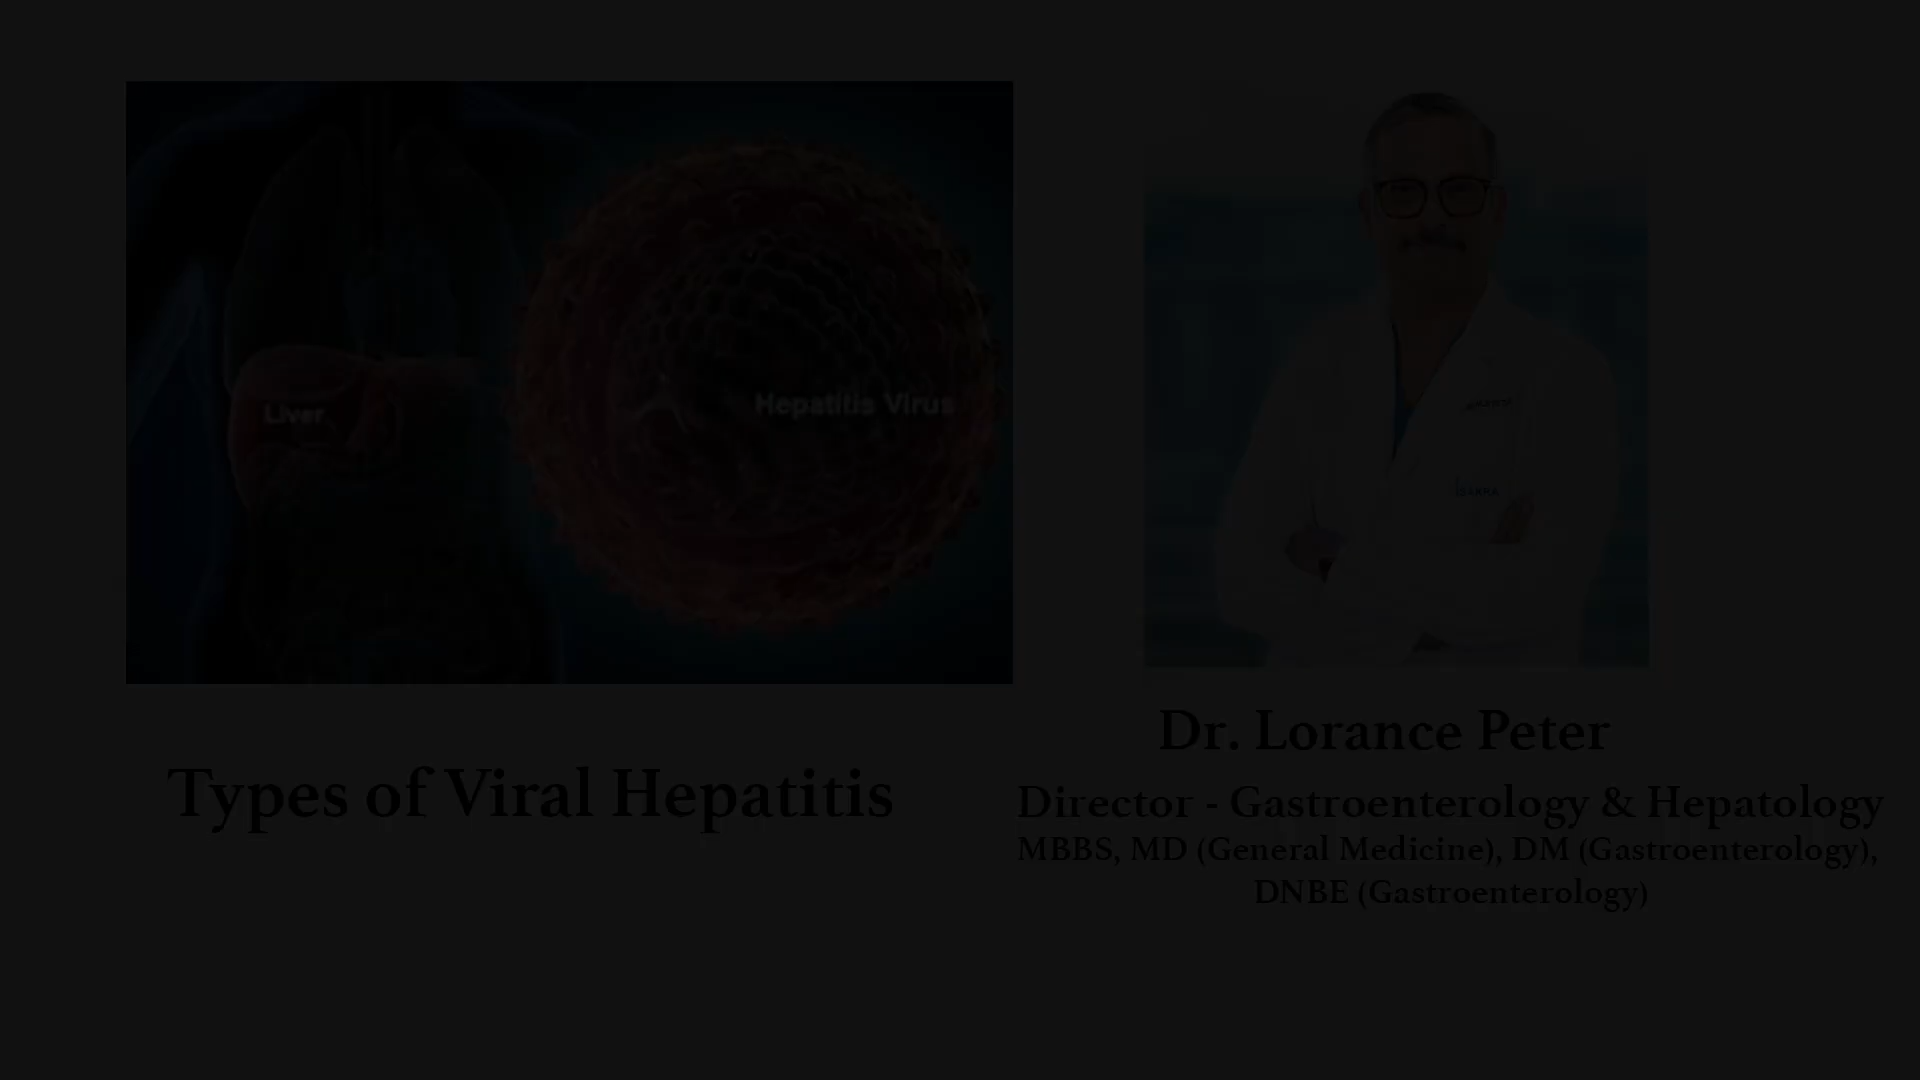 Liver
Hepatitis Virus
Types of Viral Hepatitis
Dr. Lorance Peter
Director - Gastroenterology & Hepatology
MBBS, MD (General Medicine), DM (Gastroenterology),
DNBE (Gastroenterology)